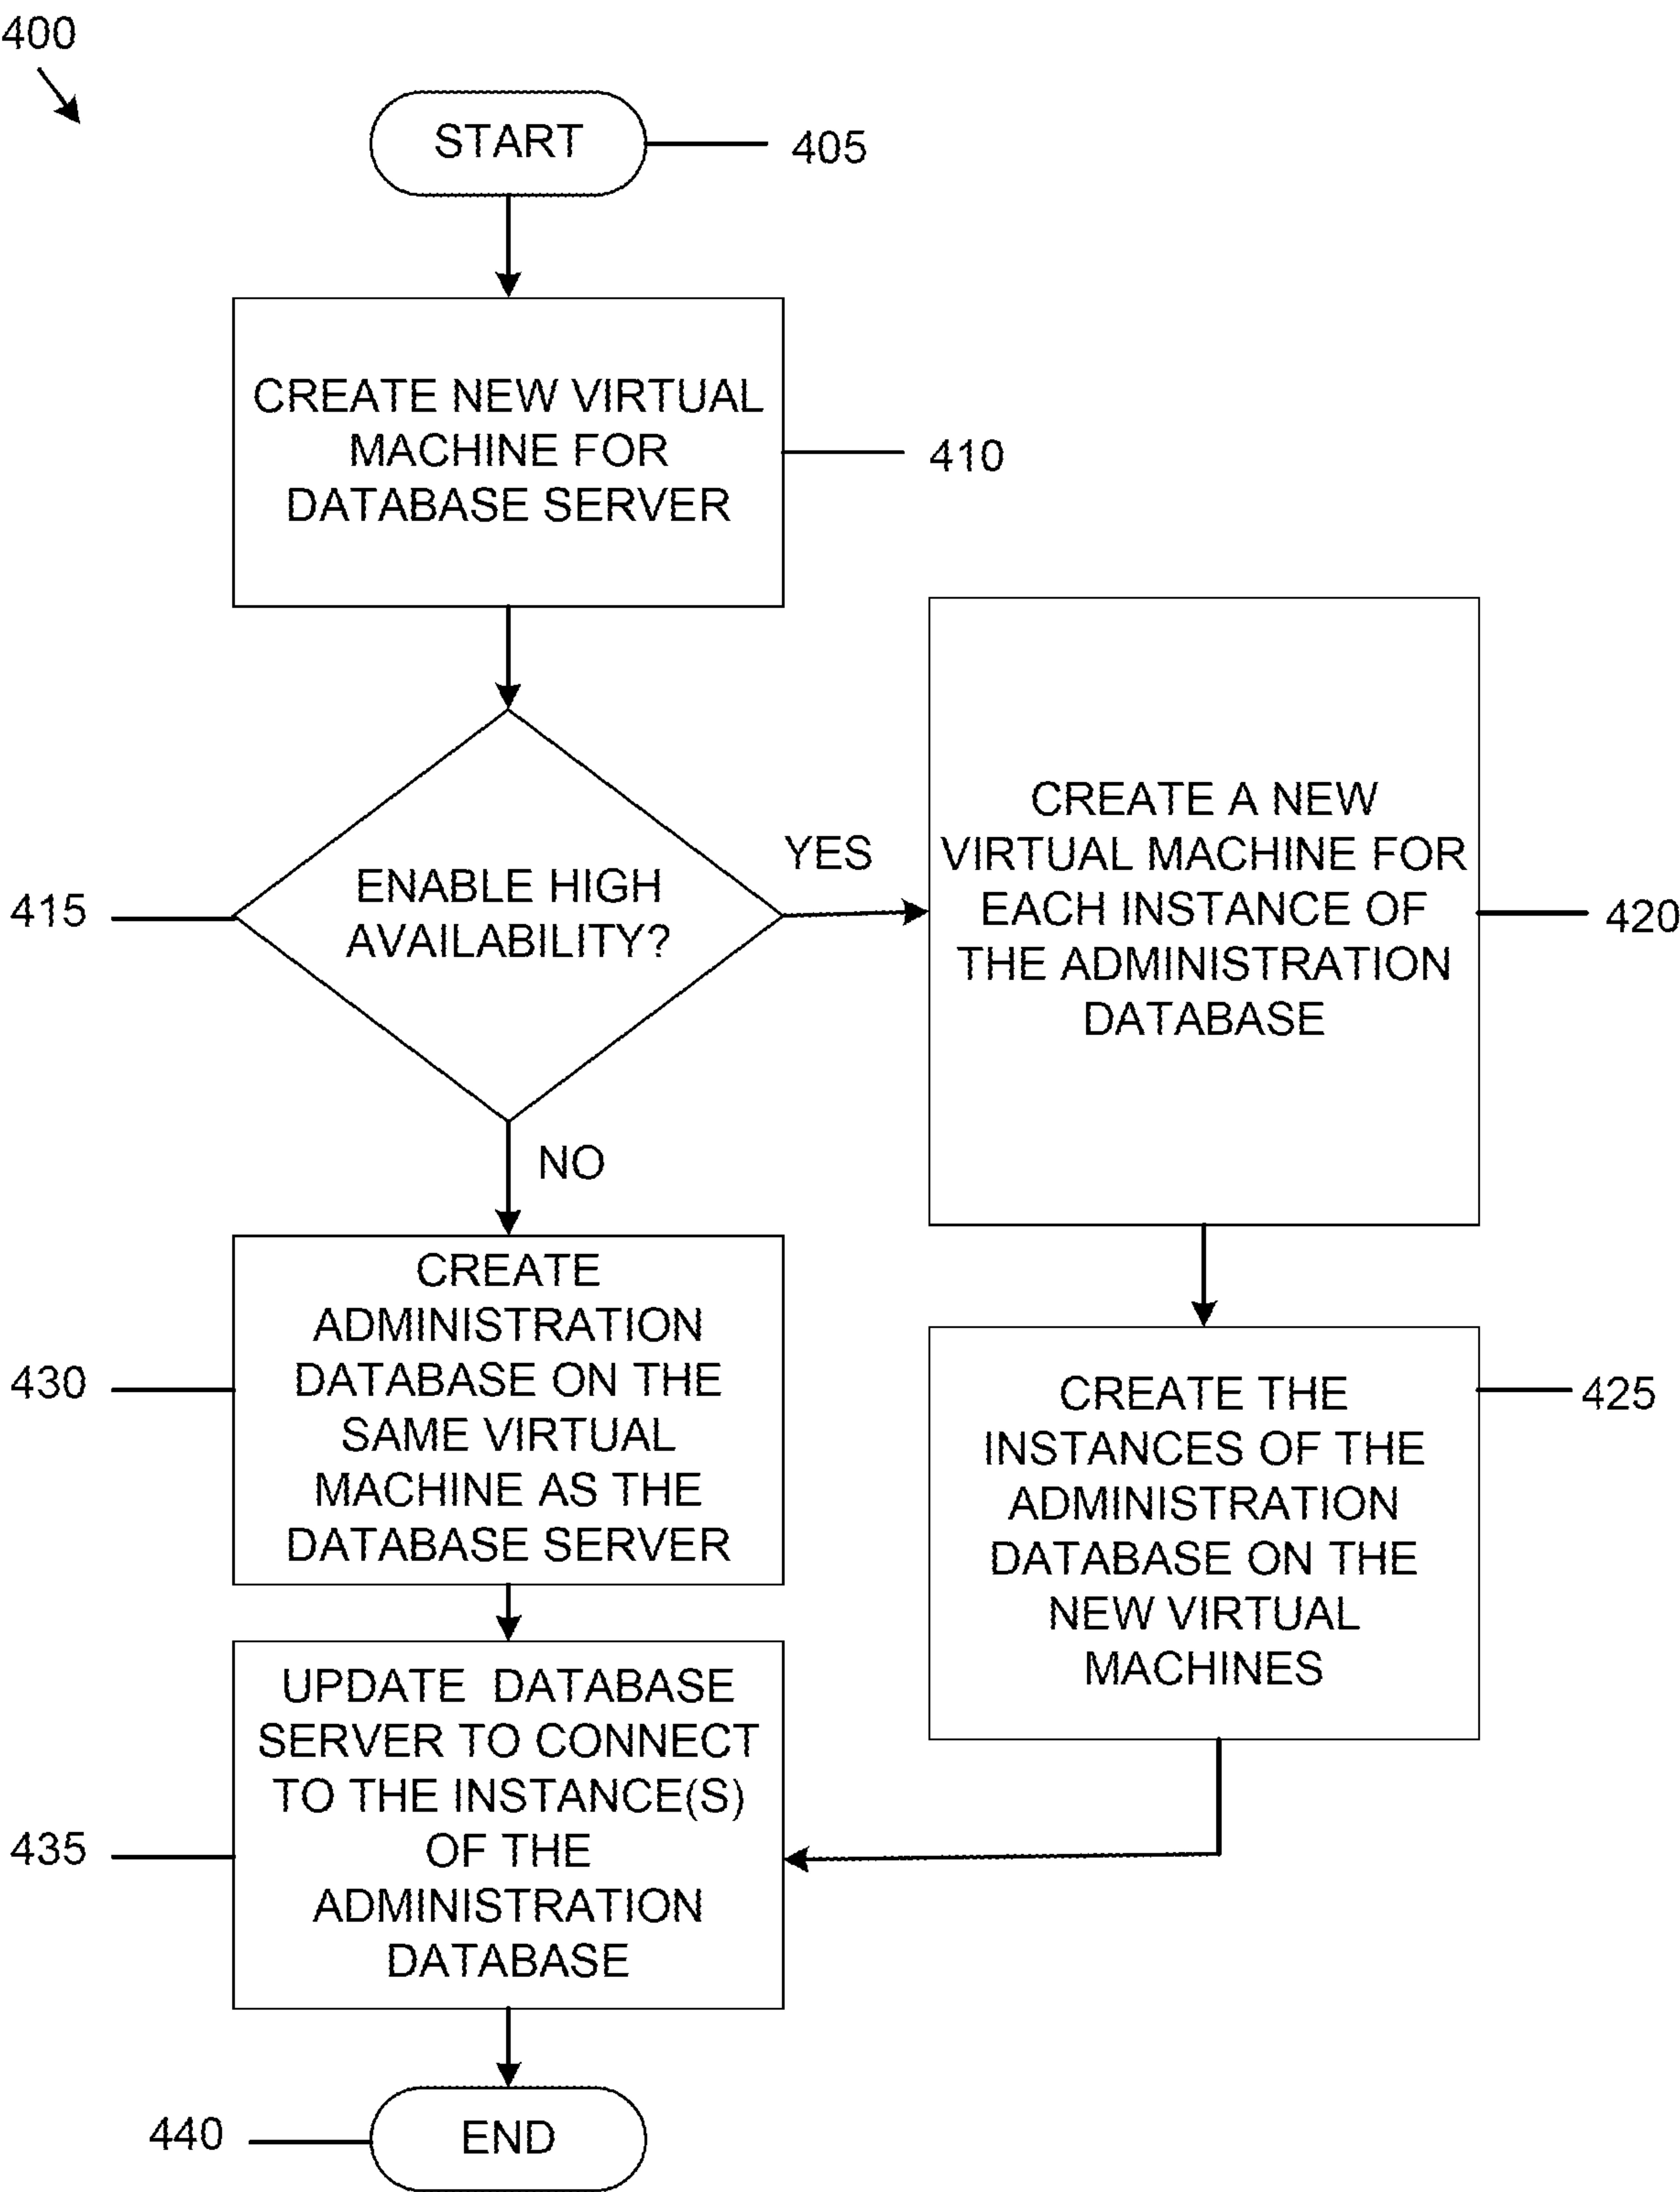 400
START
405
CREATE NEW VIRTUAL
MACHINE FOR
DATABASE SERVER
410
ENABLE HIGH
AVAILABILITY?
415
YES
CREATE A NEW
VIRTUAL MACHINE FOR
EACH INSTANCE OF
THE ADMINISTRATION
DATABASE
420
NO
CREATE
ADMINISTRATION
DATABASE ON THE
SAME VIRTUAL
MACHINE AS THE
DATABASE SERVER
430
CREATE THE
INSTANCES OF THE
ADMINISTRATION
DATABASE ON THE
NEW VIRTUAL
MACHINES
425
UPDATE  DATABASE
SERVER TO CONNECT
TO THE INSTANCE(S)
OF THE
ADMINISTRATION
DATABASE
435
END
440